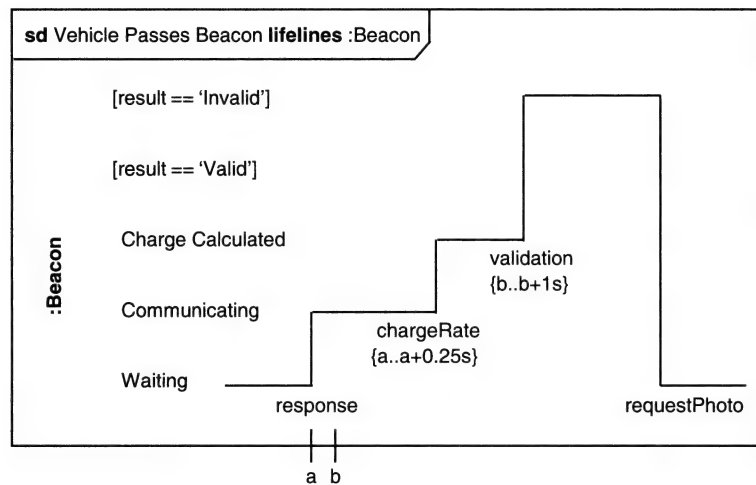 sd Vehicle Passes Beacon lifelines :Beacon
[result == ‘Invalid’]
[result == ‘Valid’]
Charge Calculated
:Beacon
validation
{b..b+1s}
Communicating
chargeRate
{a..a+0.25s}
Waiting
response
requestPhoto
a b